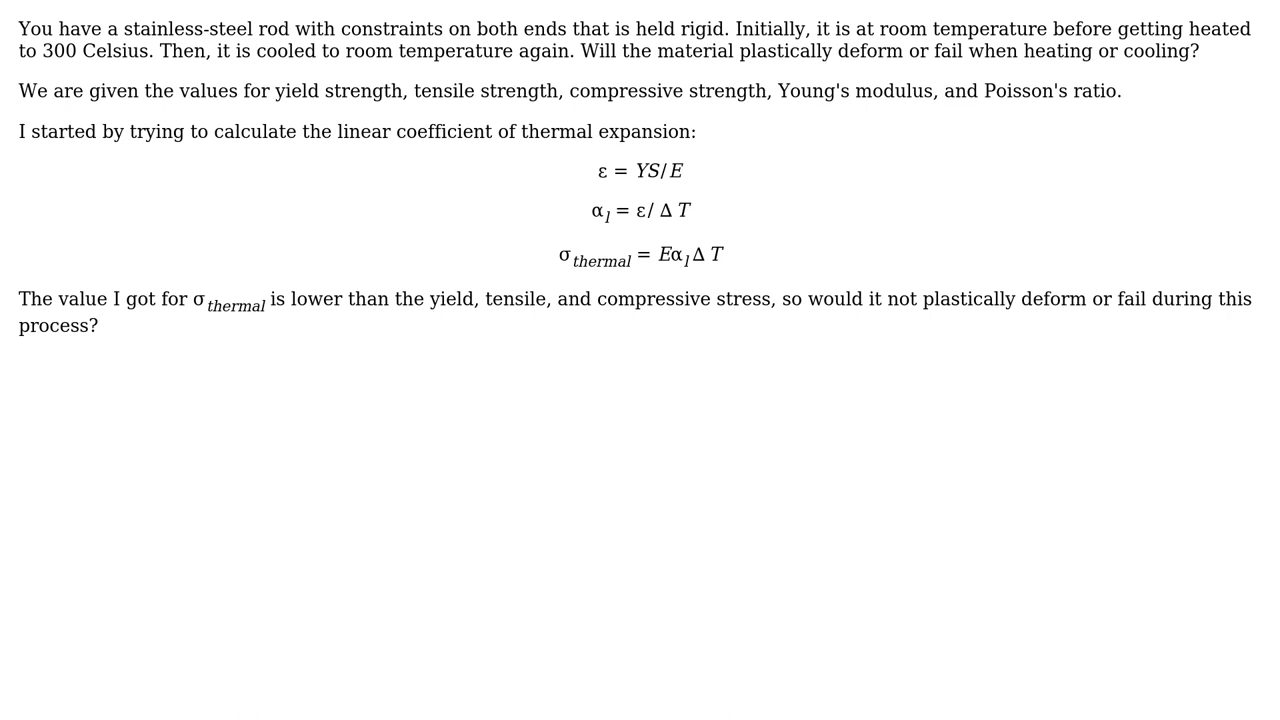 You have a stainless-steel rod with constraints on both ends that is held rigid. Initially, it is at room temperature before getting heated
to 300 Celsius. Then, it is cooled to room temperature again. Will the material plastically deform or fail when heating or cooling?
We are given the values for yield strength, tensile strength, compressive strength, Young's modulus, and Poisson's ratio.
I started by trying to calculate the linear coefficient of thermal expansion:
ε = YS/E
α_l = ε/ Δ T
σ_thermal = Eα_lΔ T
The value I got for σ_thermal is lower than the yield, tensile, and compressive stress, so would it not plastically deform or fail during this
process?